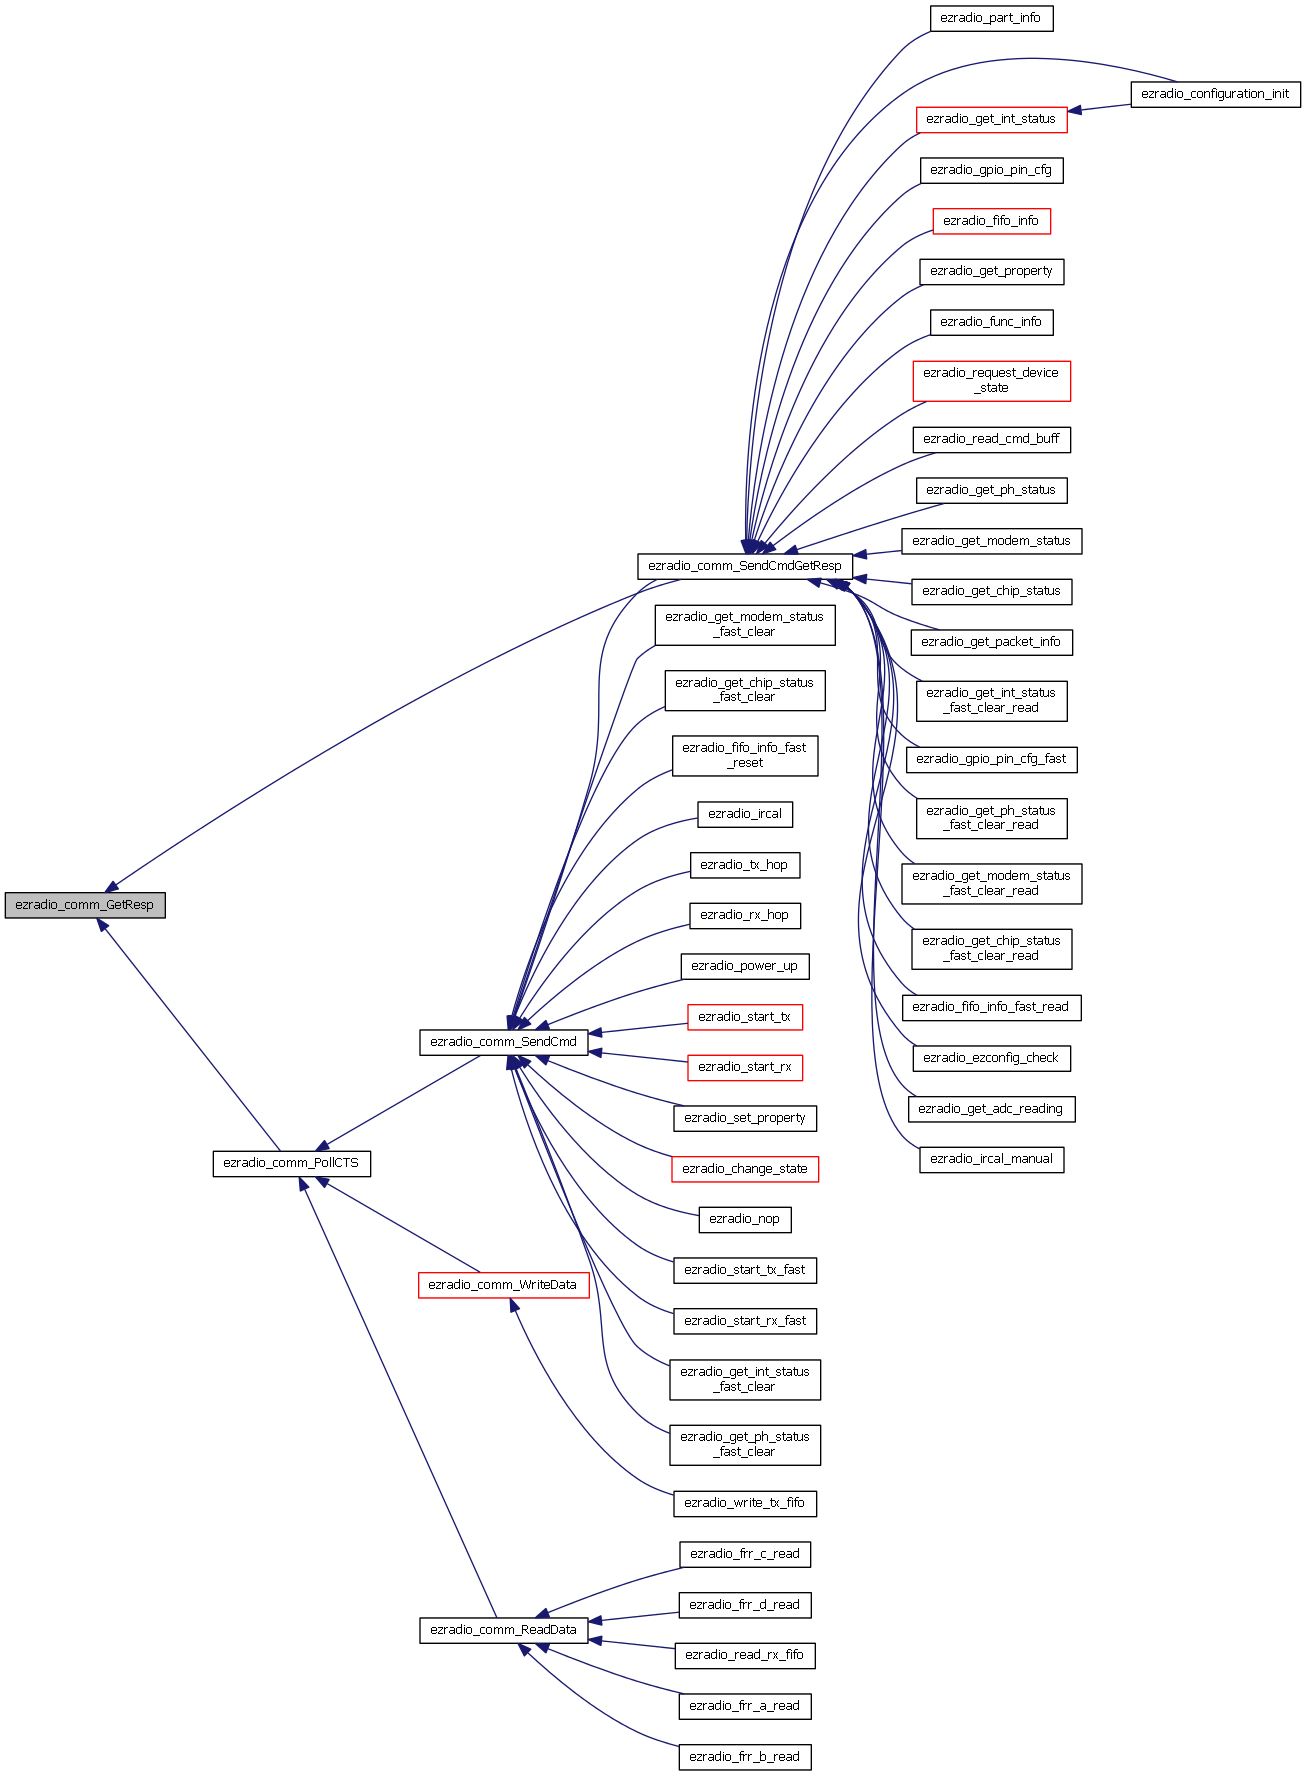 ezradio_part_info
ezradio_configuration_init
ezradio_get_int_status
ezradio_gpio_pin_cfg
ezradio_fifo_info
ezradio_get_property
ezradio_func_info
ezradio_request_device
_state
ezradio_read_cmd_buff
ezradio_get_ph_status
ezradio_get_modem_status
ezradio_comm_SendCmdGetResp
ezradio_get_chip_status
ezradio_get_modem_status
_fast_clear
ezradio_get_packet_info
ezradio_get_chip_status
_fast_clear
ezradio_get_int_status
_fast_clear_read
ezradio_fifo_info_fast
_reset
ezradio_gpio_pin_cfg_fast
ezradio_ircal
ezradio_get_ph_status
_fast_clear_read
ezradio_tx_hop
ezradio_get_modem_status
_fast_clear_read
ezradio_comm_GetResp
ezradio_rx_hop
ezradio_get_chip_status
_fast_clear_read
ezradio_power_up
ezradio_fifo_info_fast_read
ezradio_start_tx
ezradio_comm_SendCmd
ezradio_ezconfig_check
ezradio_start_rx
ezradio_get_adc_reading
ezradio_set_property
ezradio_ircal_manual
ezradio_comm_PollCTS
ezradio_change_state
ezradio_nop
ezradio_start_tx_fast
ezradio_comm_WriteData
ezradio_start_rx_fast
ezradio_get_int_status
_fast_clear
ezradio_get_ph_status
_fast_clear
ezradio_write_tx_fifo
ezradio_frr_c_read
ezradio_frr_d_read
ezradio_comm_ReadData
ezradio_read_rx_fifo
ezradio_frr_a_read
ezradio_frr_b_read